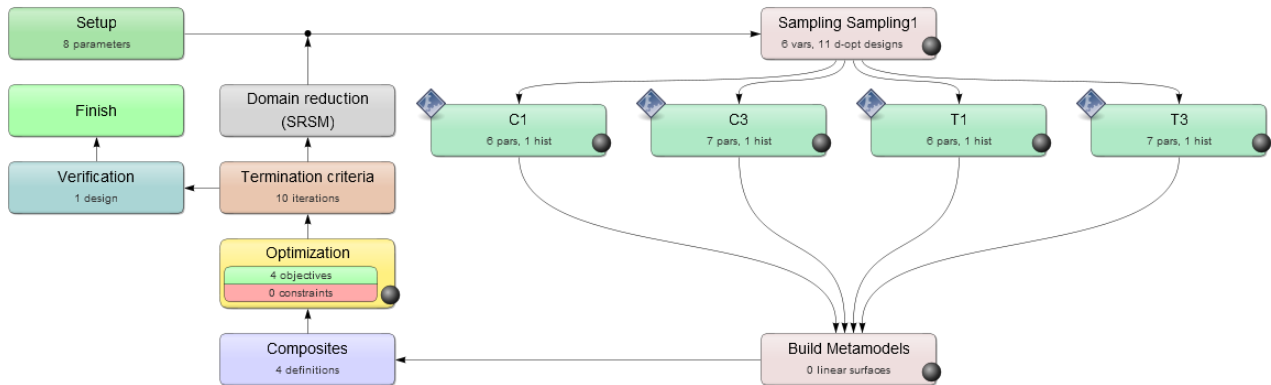 Setup
8 parameters
Sampling Sampling1
6 vars, 11 d-opt designs
Finish
Domain reduction
(SRSM)
C1
6 pars, 1 hist
C3
7 pars, 1 hist
T1
6 pars, 1 hist
T3
7 pars, 1 hist
Verification
1 design
Termination criteria
10 iterations
Optimization
4 objectives
0 constraints
Composites
4 definitions
Build Metamodels
0 linear surfaces